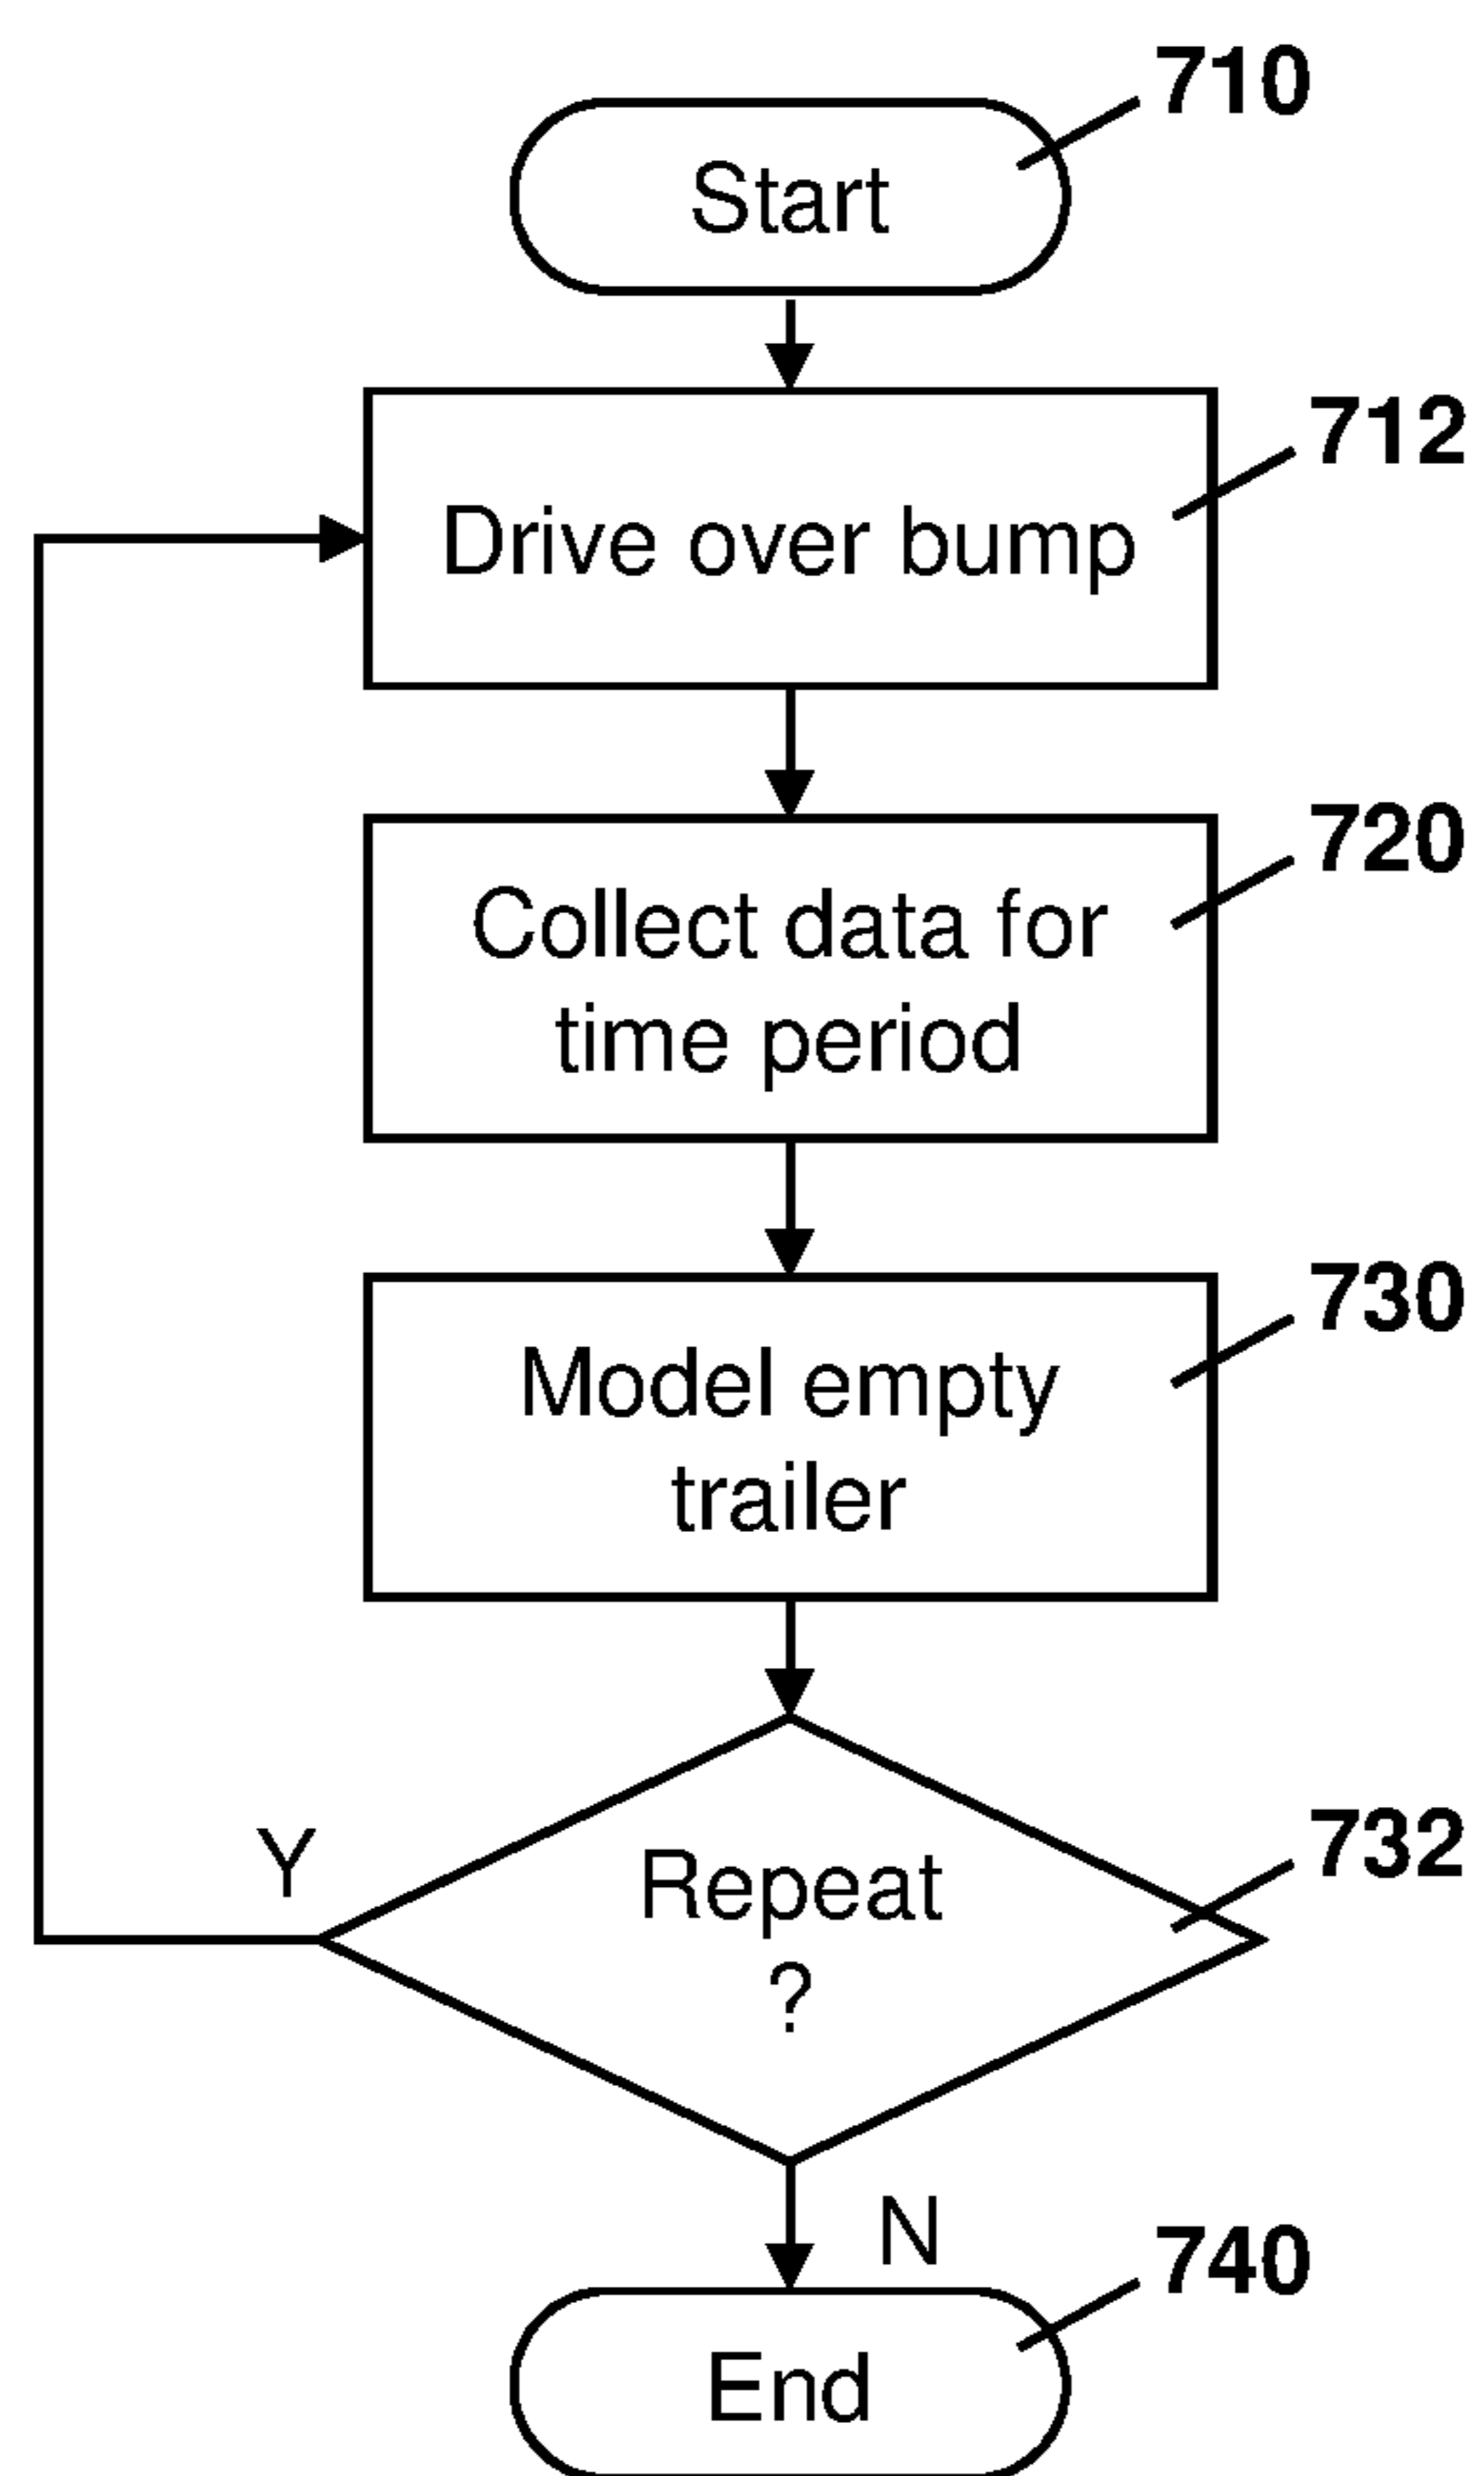 710
Start
712
Drive over bump
720
Collect data for
time period
730
Model empty
trailer
732
Y
Repeat
?
N
740
End